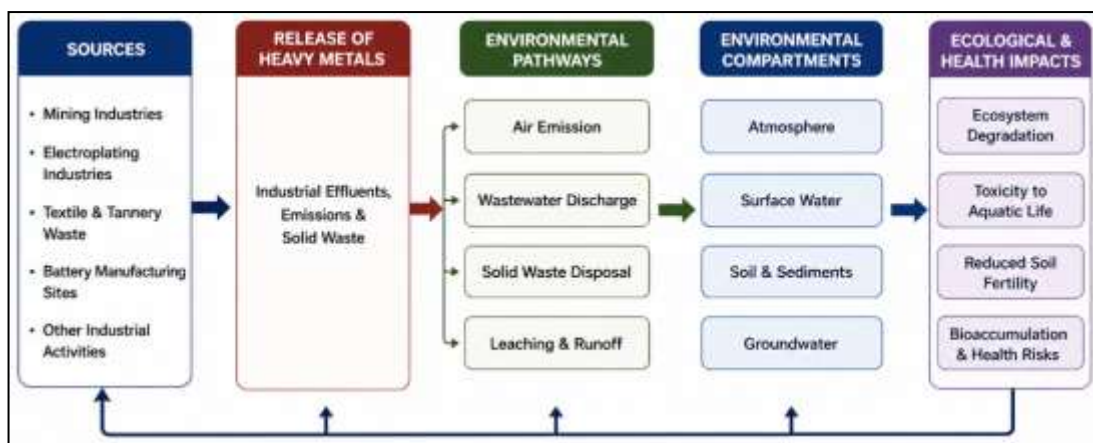 SOURCES
• Mining Industries
• Electroplating
Industries
• Textile & Tannery
Waste
• Battery Manufacturing
Sites
• Other Industrial
Activities
RELEASE OF
HEAVY METALS
Industrial Effluents,
Emissions &
Solid Waste
ENVIRONMENTAL
PATHWAYS
Air Emission
Wastewater Discharge
Solid Waste Disposal
Leaching & Runoff
ENVIRONMENTAL
COMPARTMENTS
Atmosphere
Surface Water
Soil & Sediments
Groundwater
ECOLOGICAL &
HEALTH IMPACTS
Ecosystem
Degradation
Toxicity to
Aquatic Life
Reduced Soil
Fertility
Bioaccumulation
& Health Risks